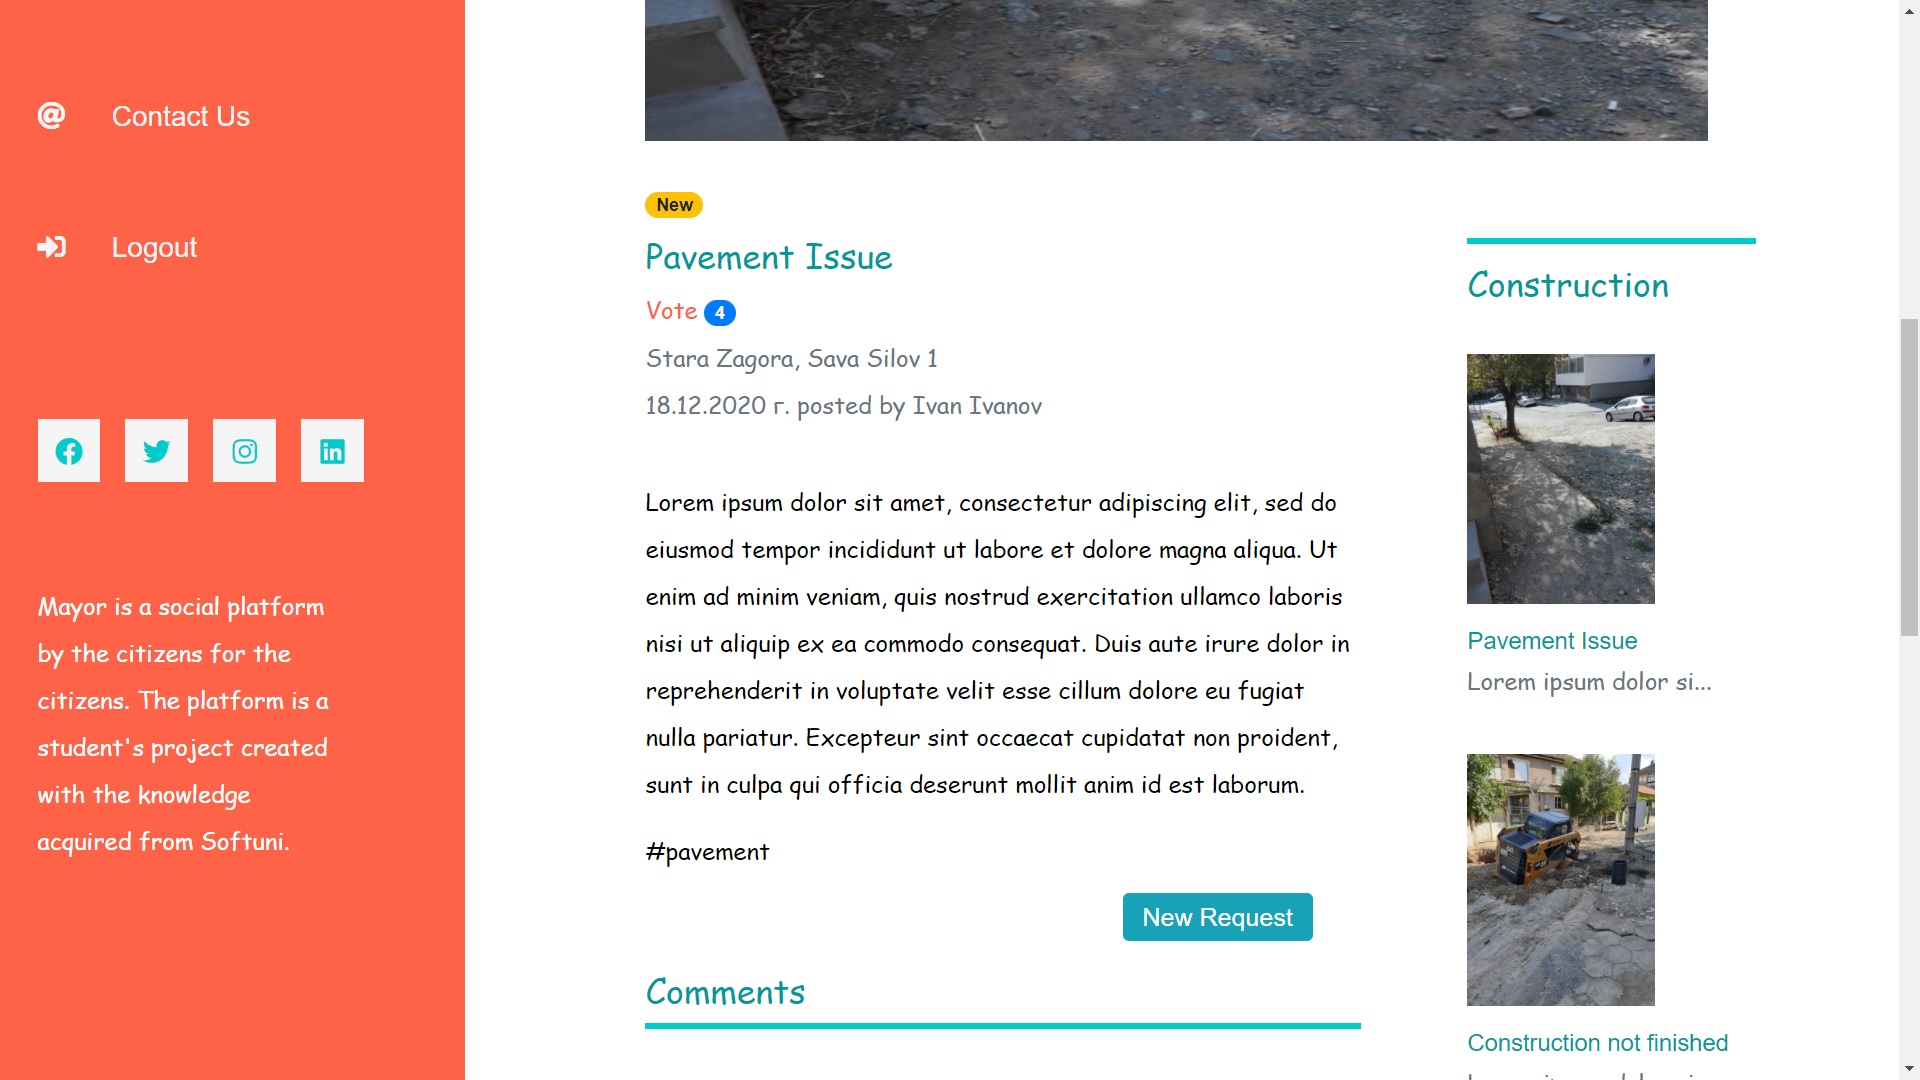 Contact Us
Logout
Mayor is a social platform
by the citizens for the
citizens. The platform is a
student's project created
with the knowledge
acquired from Softuni.
New
Pavement Issue
Vote 4
Stara Zagora, Sava Silov 1
18.12.2020 г. posted by Ivan Ivanov
Lorem ipsum dolor sit amet, consectetur adipiscing elit, sed do
eiusmod tempor incididunt ut labore et dolore magna aliqua. Ut
enim ad minim veniam, quis nostrud exercitation ullamco laboris
nisi ut aliquip ex ea commodo consequat. Duis aute irure dolor in
reprehenderit in voluptate velit esse cillum dolore eu fugiat
nulla pariatur. Excepteur sint occaecat cupidatat non proident,
sunt in culpa qui officia deserunt mollit anim id est laborum.
#pavement
New Request
Comments
Construction
Pavement Issue
Lorem ipsum dolor si...
Construction not finished